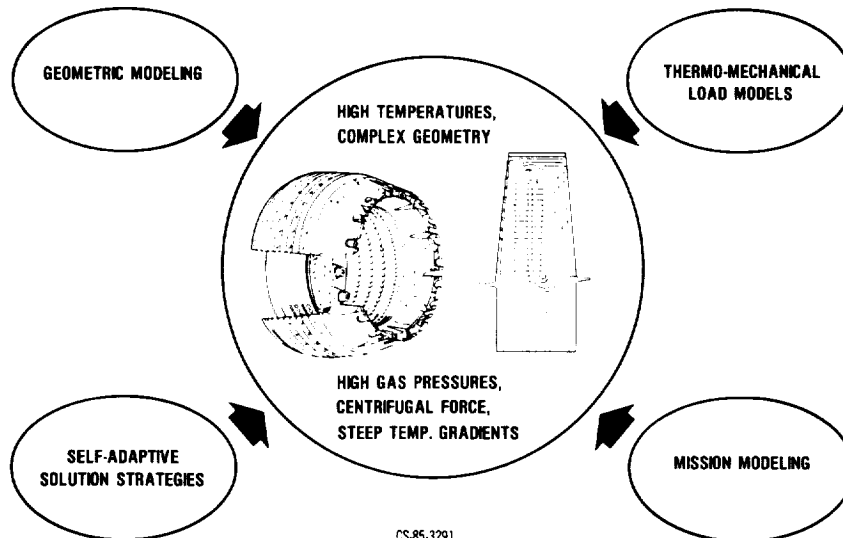 GEOMETRIC MODELING
THERMO-MECHANICAL
LOAD MODELS
HIGH TEMPERATURES,
COMPLEX GEOMETRY
HIGH GAS PRESSURES,
CENTRIFUGAL FORCE,
STEEP TEMP. GRADIENTS
SELF-ADAPTIVE
SOLUTION STRATEGIES
MISSION MODELING
CS-85-3291